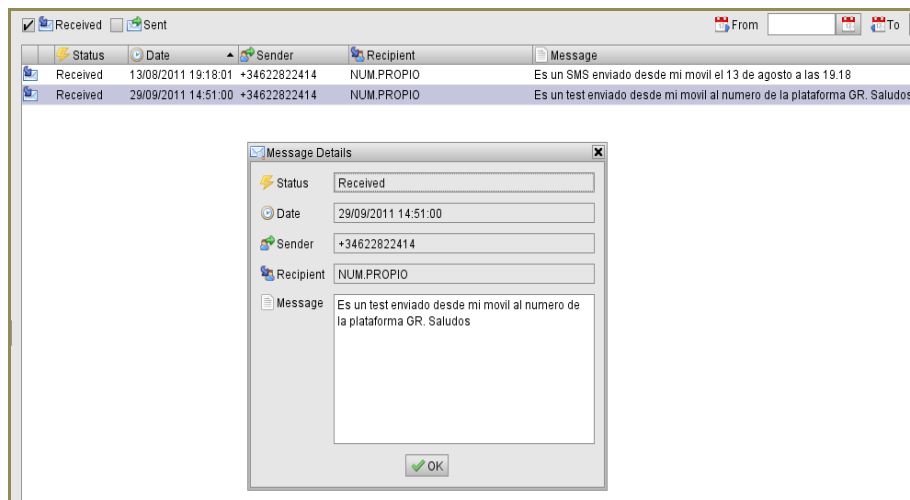 Received Sent From To
Status Date Sender Recipient Message
Received 13/08/2011 19:18:01 +34622822414 NUM.PROPIO Es un SMS enviado desde mi movil el 13 de agosto a las 19.18
Received 29/09/2011 14:51:00 +34622822414 NUM.PROPIO Es un test enviado desde mi movil al numero de la plataforma GR. Saludos
Message Details
Status Received
Date 29/09/2011 14:51:00
Sender +34622822414
Recipient NUM.PROPIO
Message Es un test enviado desde mi movil al numero de
la plataforma GR. Saludos
OK